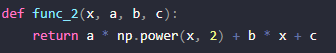 def func_2(x, a, b, c):
    return a * np.power(x, 2) + b * x + c